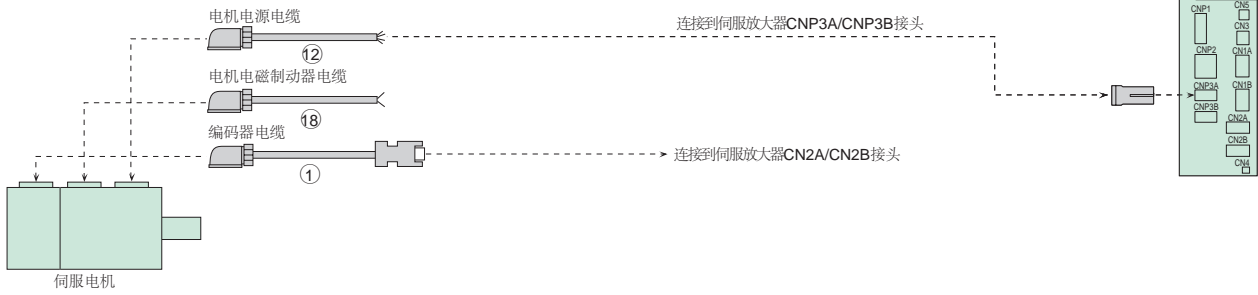 电机电源电缆
⑫
连接到伺服放大器CNP3A/CNP3B接头
电机电磁制动器电缆
⑱
编码器电缆
①
连接到伺服放大器CN2A/CN2B接头
伺服电机
CNP1
CN5
CN3
CNP2
CN1A
CNP3A
CN1B
CNP3B
CN2A
CN2B
CN4